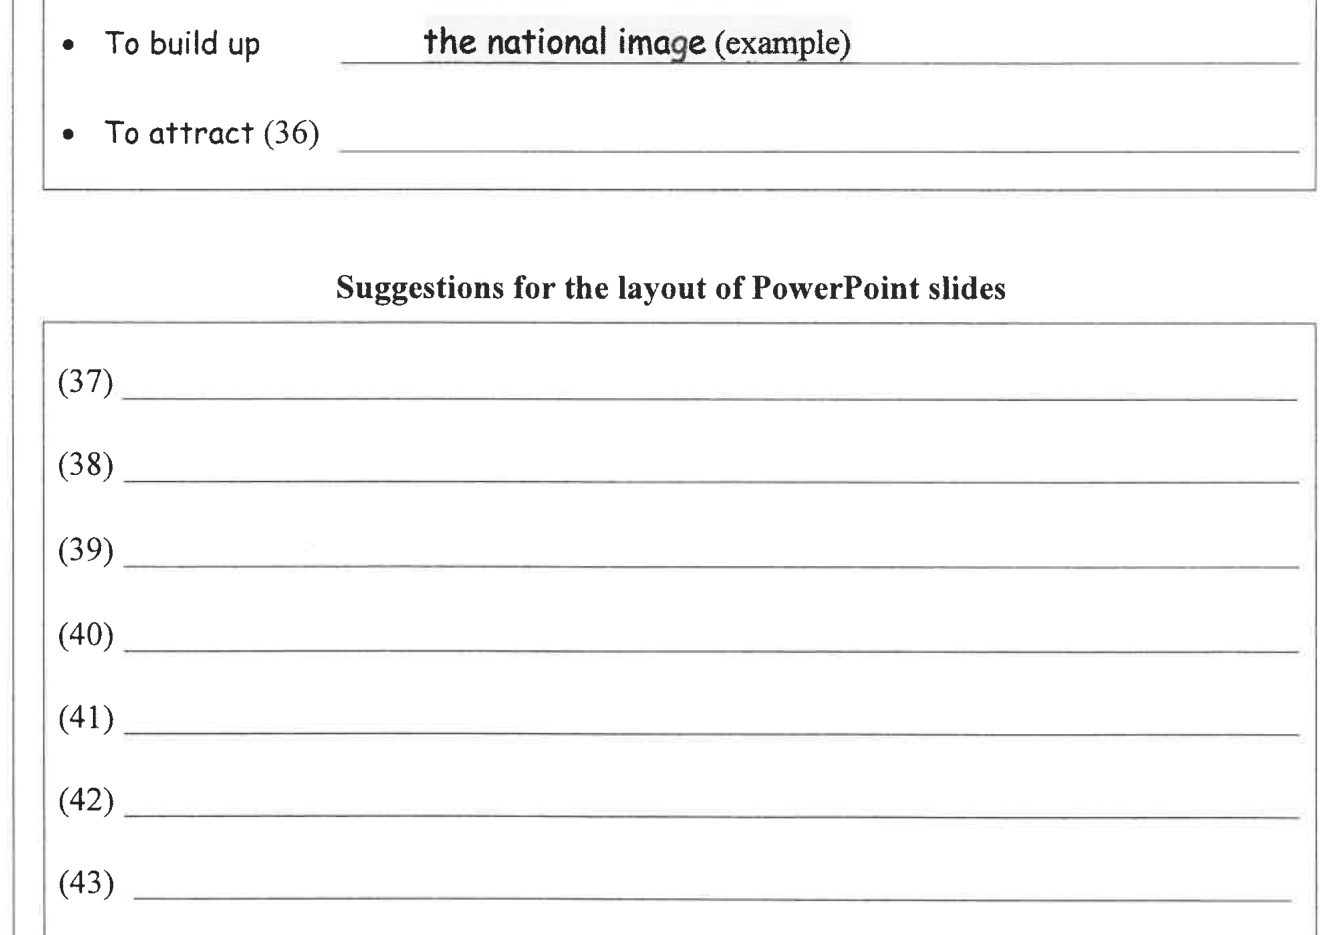 • To build up the national image (example)
• To attract (36)
Suggestions for the layout of PowerPoint slides
(37)
(38)
(39)
(40)
(41)
(42)
(43)